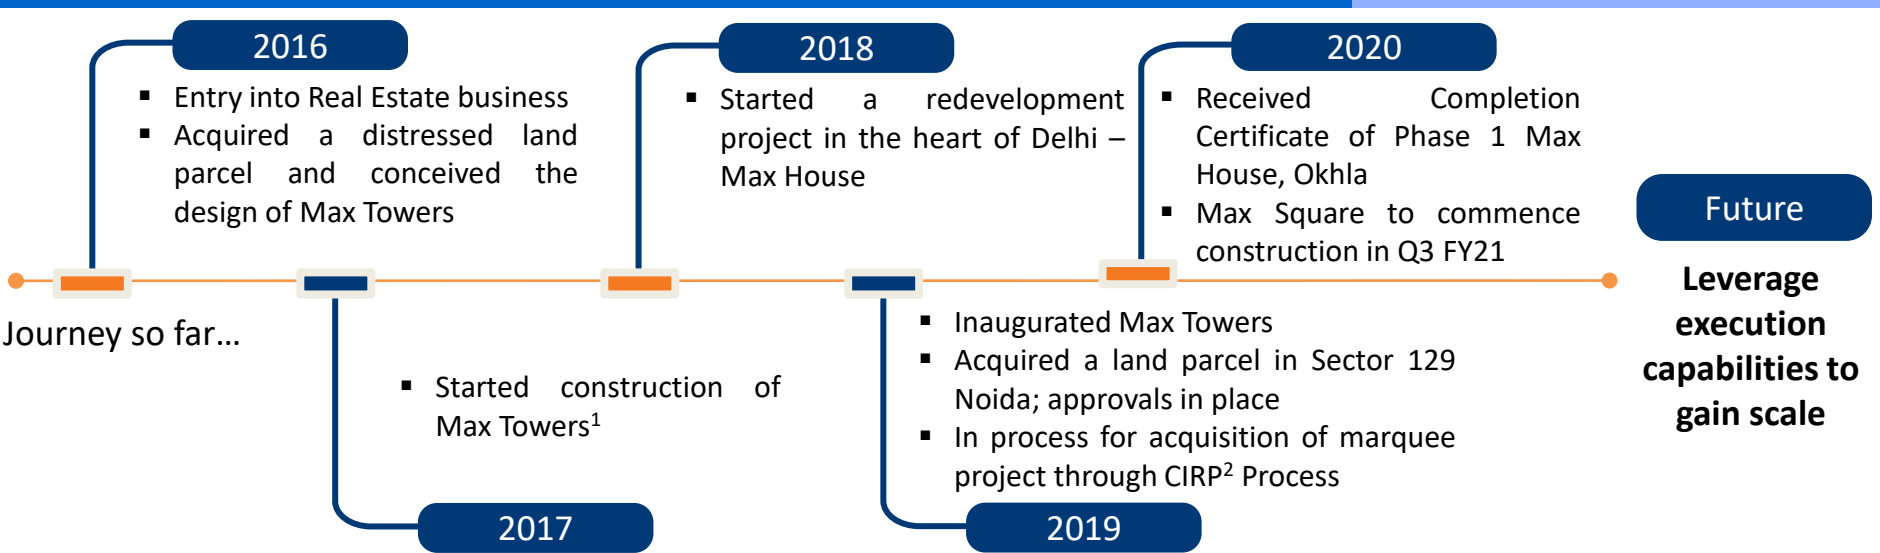 2016
▪ Entry into Real Estate business
▪ Acquired a distressed land
parcel and conceived the
design of Max Towers
2018
▪ Started a redevelopment
project in the heart of Delhi –
Max House
2020
▪ Received Completion
Certificate of Phase 1 Max
House, Okhla
▪ Max Square to commence
construction in Q3 FY21
Future
Leverage
execution
capabilities to
gain scale
Journey so far...
▪ Started construction of
Max Towers¹
2017
▪ Inaugurated Max Towers
▪ Acquired a land parcel in Sector 129
Noida; approvals in place
▪ In process for acquisition of marquee
project through CIRP² Process
2019